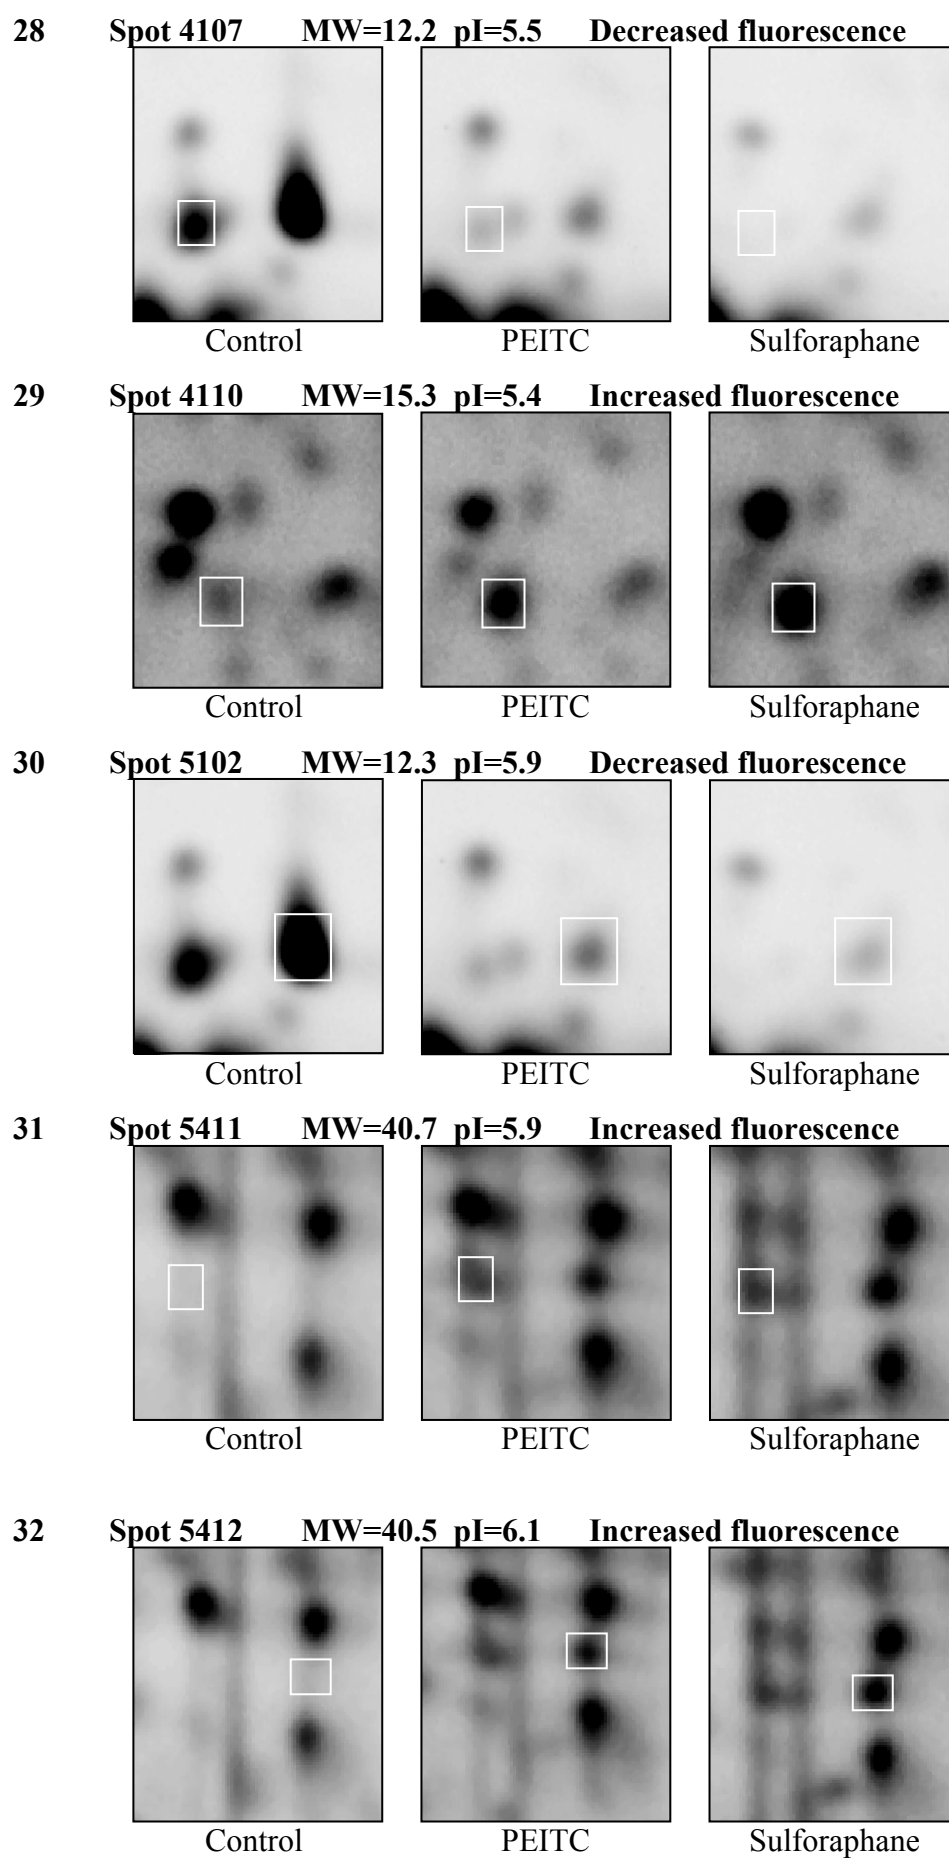 28 Spot 4107 MW=12.2 pI=5.5 Decreased fluorescence
Control PEITC Sulforaphane
29 Spot 4110 MW=15.3 pI=5.4 Increased fluorescence
Control PEITC Sulforaphane
30 Spot 5102 MW=12.3 pI=5.9 Decreased fluorescence
Control PEITC Sulforaphane
31 Spot 5411 MW=40.7 pI=5.9 Increased fluorescence
Control PEITC Sulforaphane
32 Spot 5412 MW=40.5 pI=6.1 Increased fluorescence
Control PEITC Sulforaphane